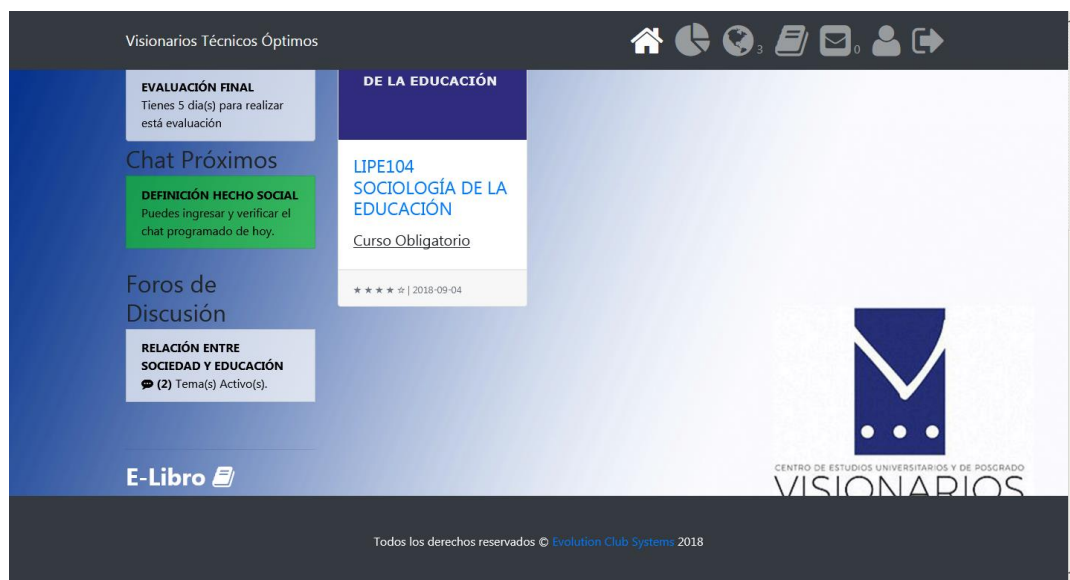 Visionarios Técnicos Óptimos
3
0
EVALUACIÓN FINAL
Tienes 5 dia(s) para realizar
está evaluación
Chat Próximos
DEFINICIÓN HECHO SOCIAL
Puedes ingresar y verificar el
chat programado de hoy.
Foros de
Discusión
RELACIÓN ENTRE
SOCIEDAD Y EDUCACIÓN
(2) Tema(s) Activo(s).
E-Libro
DE LA EDUCACIÓN
LIPE104
SOCIOLOGÍA DE LA
EDUCACIÓN
Curso Obligatorio
★ ★ ★ ★ ☆ | 2018-09-04
CENTRO DE ESTUDIOS UNIVERSITARIOS Y DE POSGRADO
VISIONARIOS
Todos los derechos reservados © Evolution Club Systems 2018